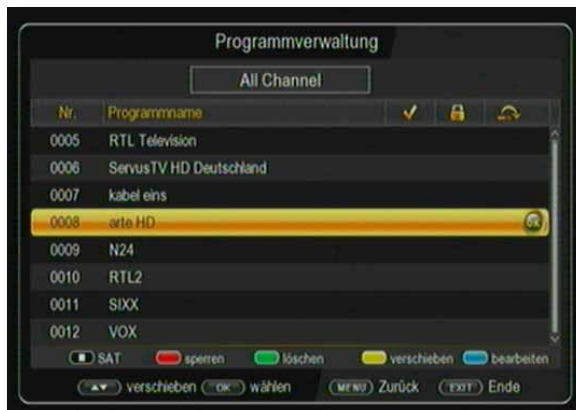 Programmverwaltung
All Channel
Nr. Programmname
0005 RTL Television
0006 ServusTV HD Deutschland
0007 kabel eins
0008 arte HD OK
0009 N24
0010 RTL2
0011 SIXX
0012 VOX
SAT sperren löschen verschieben bearbeiten
verschieben OK wählen MENU Zurück EXIT Ende